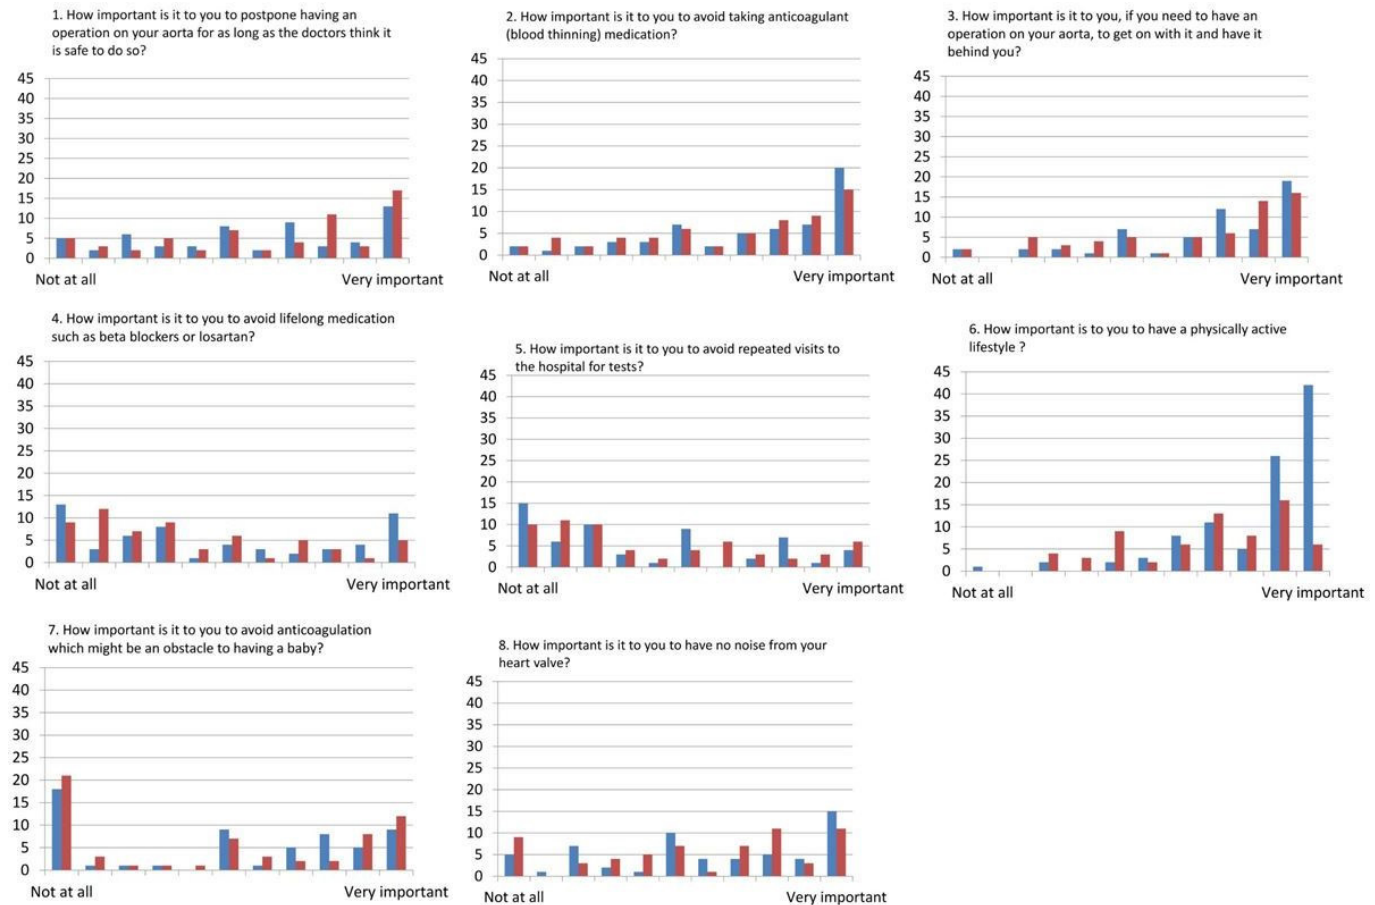 1. How important is it to you to postpone having an
operation on your aorta for as long as the doctors think it
is safe to do so?
45
40
35
30
25
20
15
10
5
0
Not at all
Very important
2. How important is it to you to avoid taking anticoagulant
(blood thinning) medication?
45
40
35
30
25
20
15
10
5
0
Not at all
Very important
3. How important is it to you, if you need to have an
operation on your aorta, to get on with it and have it
behind you?
45
40
35
30
25
20
15
10
5
0
Not at all
Very important
4. How important is it to you to avoid lifelong medication
such as beta blockers or losartan?
45
40
35
30
25
20
15
10
5
0
Not at all
Very important
5. How important is it to you to avoid repeated visits to
the hospital for tests?
45
40
35
30
25
20
15
10
5
0
Not at all
Very important
6. How important is to you to have a physically active
lifestyle ?
45
40
35
30
25
20
15
10
5
0
Not at all
Very important
7. How important is it to you to avoid anticoagulation
which might be an obstacle to having a baby?
45
40
35
30
25
20
15
10
5
0
Not at all
Very important
8. How important is it to you to have no noise from your
heart valve?
45
40
35
30
25
20
15
10
5
0
Not at all
Very important